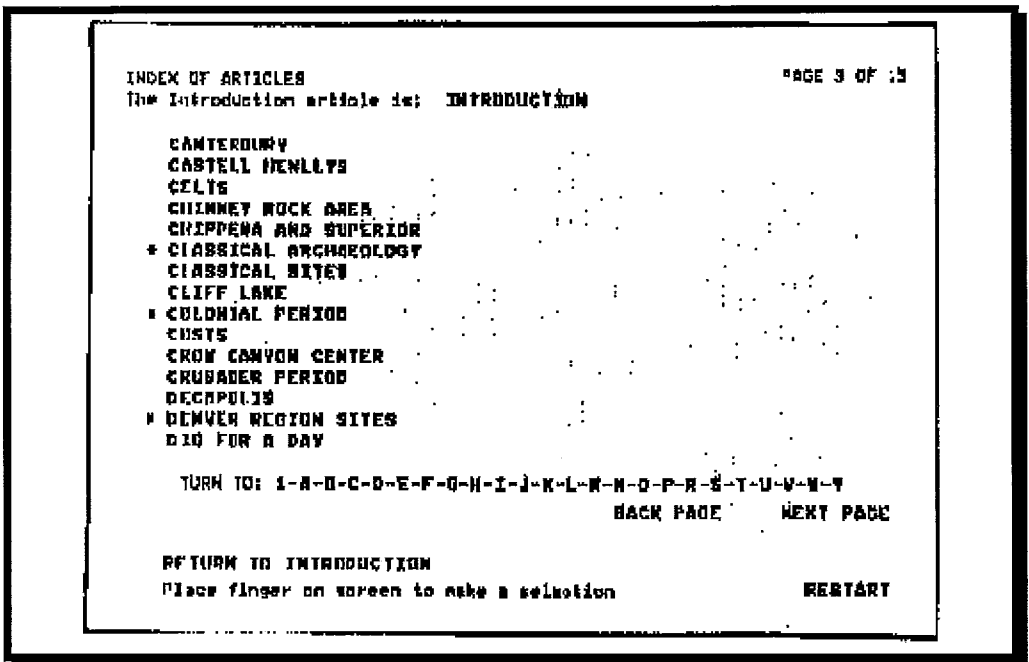 INDEX OF ARTICLES PAGE 3 OF 15
The Introduction article is: INTRODUCTION
CANTERBURY
CASTELL HENLLYS
CELTS
CHIMNEY ROCK AREA
CHIPPEWA AND SUPERIOR
* CLASSICAL ARCHAEOLOGY
CLASSICAL SITES
CLIFF LAKE
* COLONIAL PERIOD
COSTS
CROW CANYON CENTER
CRUSADER PERIOD
DECAPOLIS
* DENVER REGION SITES
DIG FOR A DAY
TURN TO: 1-A-B-C-D-E-F-G-H-I-J-K-L-M-N-O-P-R-S-T-U-V-W-Y
BACK PAGE NEXT PAGE
RETURN TO INTRODUCTION
Place finger on screen to make a selection RESTART